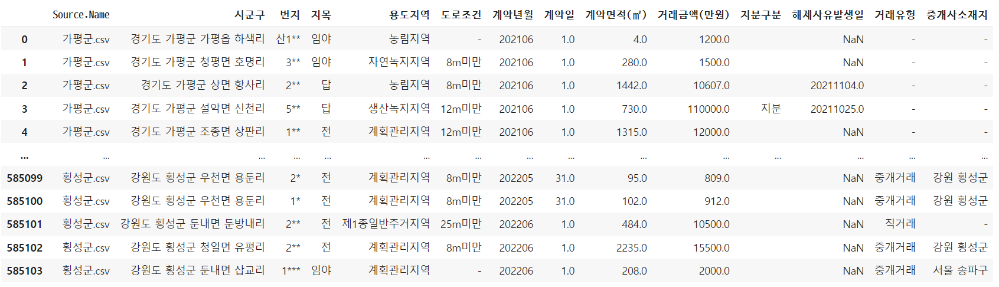 Source.Name 시군구 번지 지목 용도지역 도로조건 계약년월 계약일 계약면적(㎡) 거래금액(만원) 지분구분 해제사유발생일 거래유형 중개사소재지
0 가평군.csv 경기도 가평군 가평읍 하색리 산1** 임야 농림지역 - 202106 1.0 4.0 1200.0 NaN - -
1 가평군.csv 경기도 가평군 청평면 호명리 3** 임야 자연녹지지역 8m미만 202106 1.0 280.0 1500.0 NaN - -
2 가평군.csv 경기도 가평군 상면 항사리 2** 답 농림지역 8m미만 202106 1.0 1442.0 10607.0 20211104.0 - -
3 가평군.csv 경기도 가평군 설악면 신천리 5** 답 생산녹지지역 12m미만 202106 1.0 730.0 110000.0 지분 20211025.0 - -
4 가평군.csv 경기도 가평군 조종면 상판리 1** 전 계획관리지역 12m미만 202106 1.0 1315.0 12000.0 NaN - -
... ... ... ... ... ... ... ... ... ... ... ... ... ... ...
585099 횡성군.csv 강원도 횡성군 우천면 용둔리 2* 전 계획관리지역 8m미만 202205 31.0 95.0 809.0 NaN 중개거래 강원 횡성군
585100 횡성군.csv 강원도 횡성군 우천면 용둔리 1* 전 계획관리지역 8m미만 202205 31.0 102.0 912.0 NaN 중개거래 강원 횡성군
585101 횡성군.csv 강원도 횡성군 둔내면 둔방내리 2** 전 제1종일반주거지역 25m미만 202206 1.0 484.0 10500.0 NaN 직거래 -
585102 횡성군.csv 강원도 횡성군 청일면 유평리 2** 전 계획관리지역 8m미만 202206 1.0 2235.0 15500.0 NaN 중개거래 강원 횡성군
585103 횡성군.csv 강원도 횡성군 둔내면 삽교리 1*** 임야 계획관리지역 - 202206 1.0 208.0 2000.0 NaN 중개거래 서울 송파구